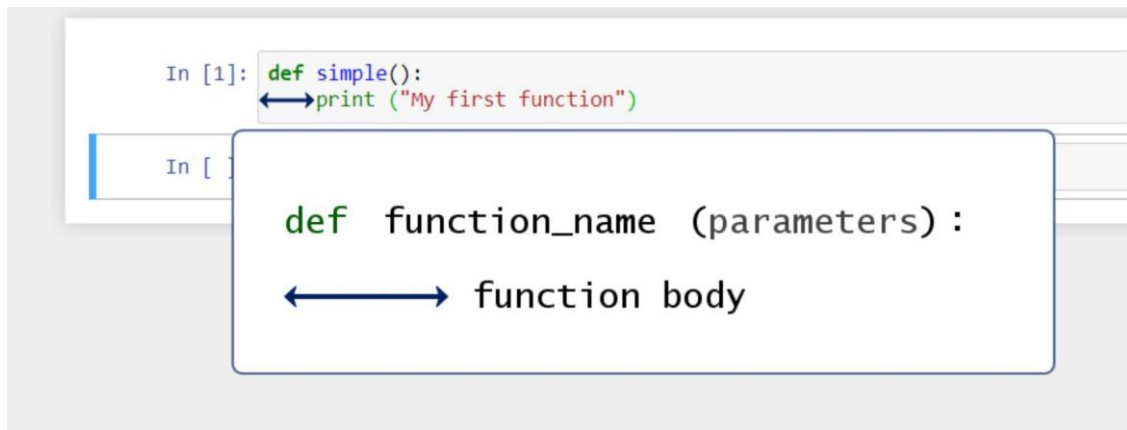 In [1]: def simple():
print ("My first function")
In [ ]
def function_name (parameters):
function body